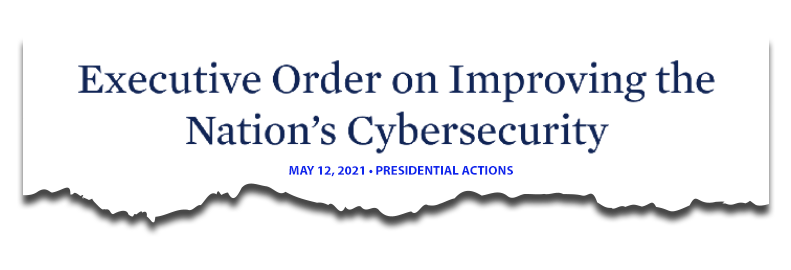 Executive Order on Improving the
Nation’s Cybersecurity
MAY 12, 2021 • PRESIDENTIAL ACTIONS